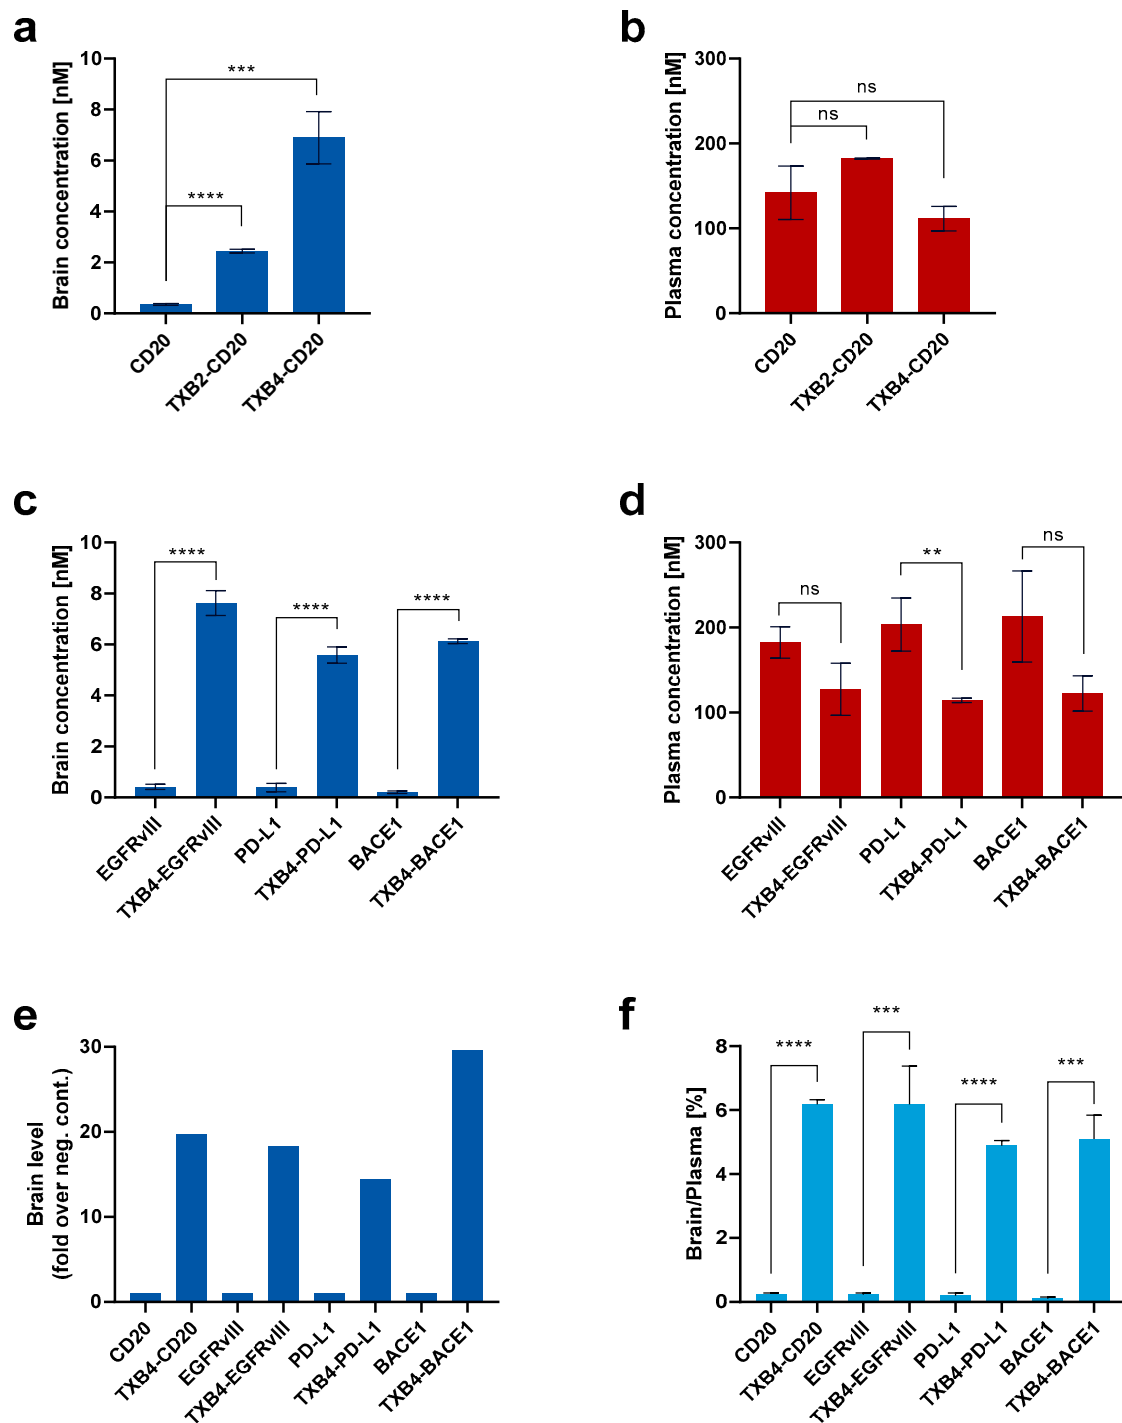 a
Brain concentration [nM]
10
8
6
4
2
0
***
****
CD20
TXB2-CD20
TXB4-CD20
b
Plasma concentration [nM]
300
200
100
0
ns
ns
CD20
TXB2-CD20
TXB4-CD20
c
Brain concentration [nM]
10
8
6
4
2
0
****
****
****
EGFRvIII
TXB4-EGFRvIII
PD-L1
TXB4-PD-L1
BACE1
TXB4-BACE1
d
Plasma concentration [nM]
300
200
100
0
ns
**
ns
EGFRvIII
TXB4-EGFRvIII
PD-L1
TXB4-PD-L1
BACE1
TXB4-BACE1
e
Brain level
(fold over neg. cont.)
30
20
10
0
CD20
TXB4-CD20
EGFRvIII
TXB4-EGFRvIII
PD-L1
TXB4-PD-L1
BACE1
TXB4-BACE1
f
Brain/Plasma [%]
8
6
4
2
0
****
***
****
***
CD20
TXB4-CD20
EGFRvIII
TXB4-EGFRvIII
PD-L1
TXB4-PD-L1
BACE1
TXB4-BACE1